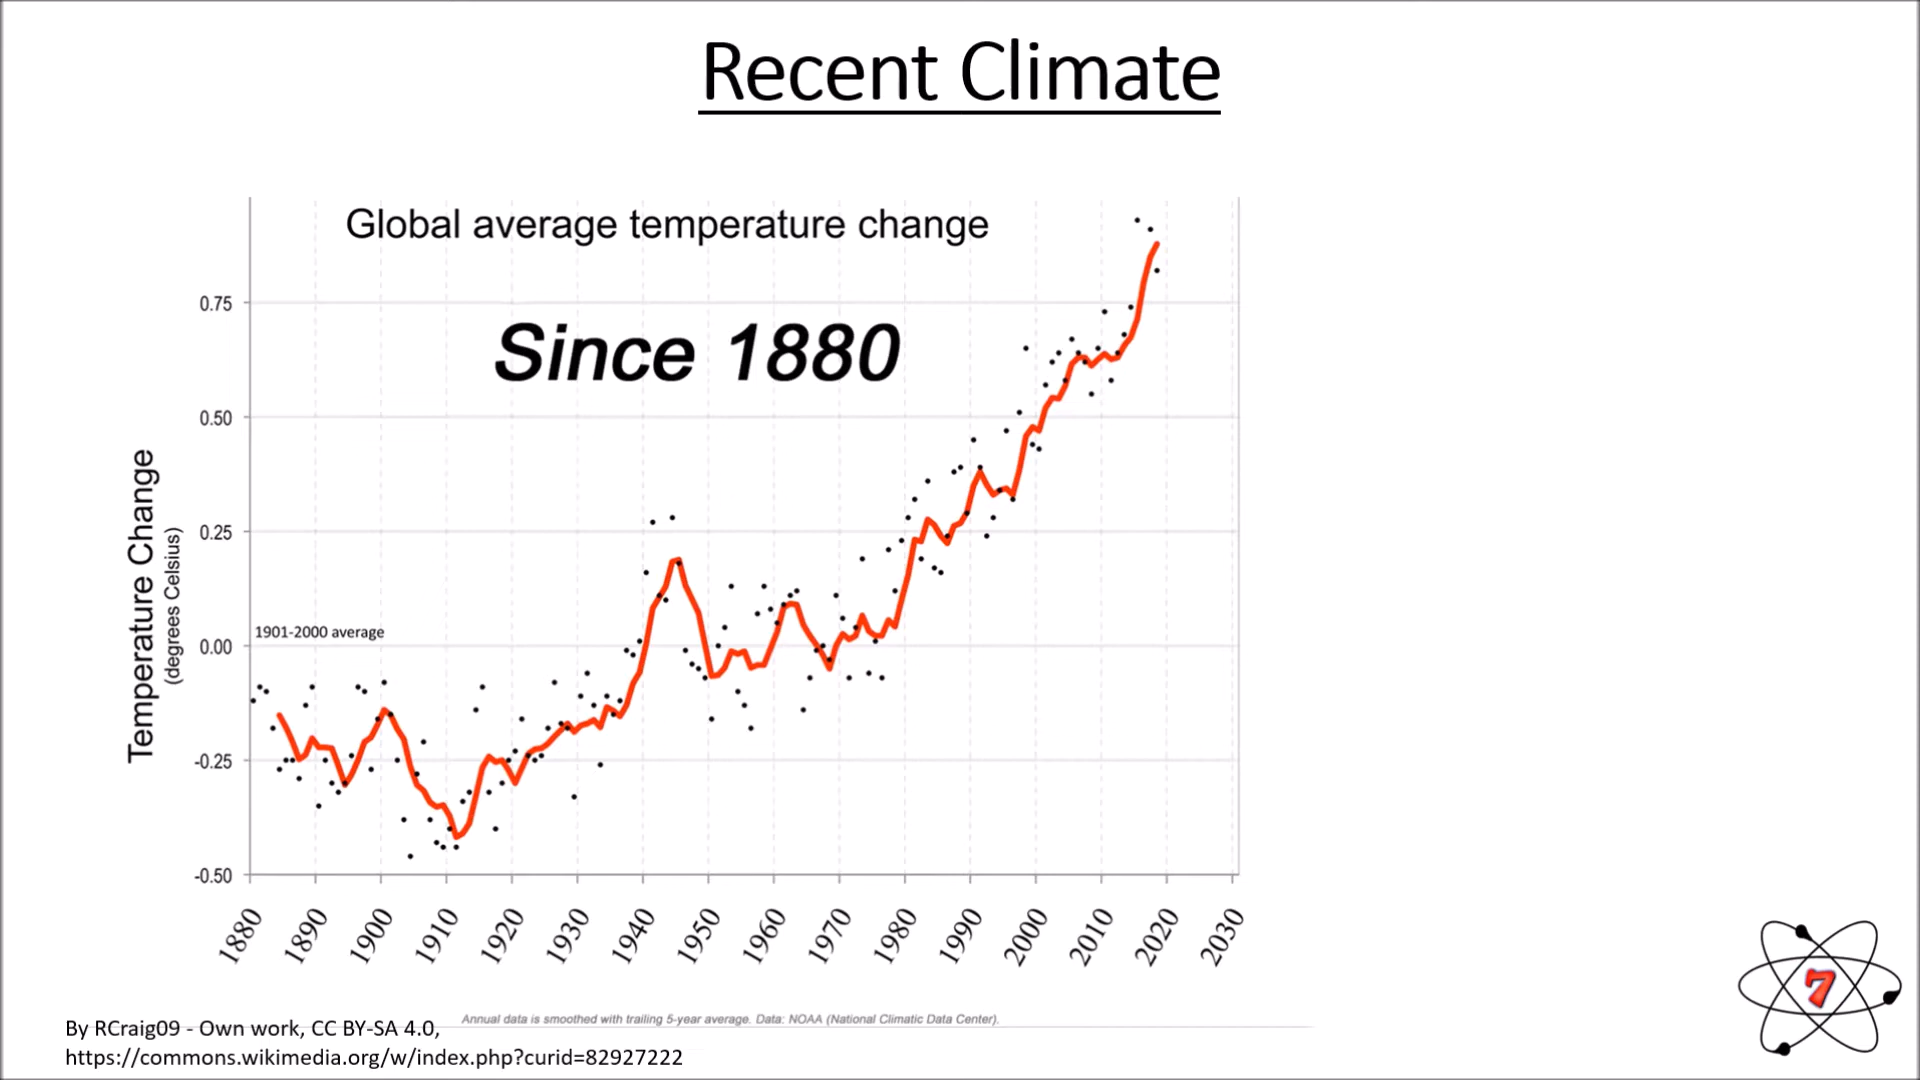 Recent Climate
Global average temperature change
Since 1880
Temperature Change
(degrees Celsius)
0.75
0.50
0.25
1901-2000 average
0.00
-0.25
-0.50
1880 1890 1900 1910 1920 1930 1940 1950 1960 1970 1980 1990 2000 2010 2020 2030
Annual data is smoothed with trailing 5-year average. Data: NOAA (National Climatic Data Center).
By RCraig09 - Own work, CC BY-SA 4.0,
https://commons.wikimedia.org/w/index.php?curid=82927222
7